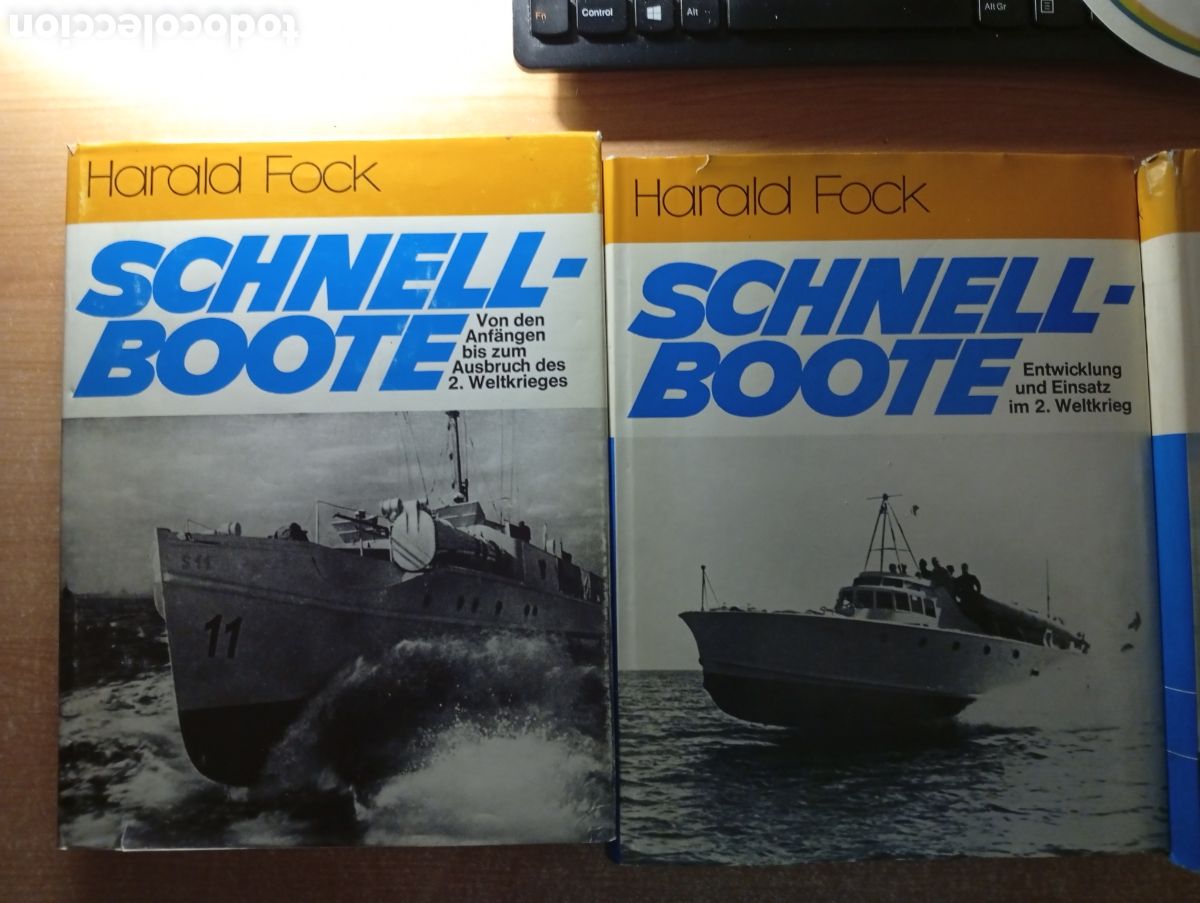 todocoleccion
Fn
Control
Alt
Alt Gr
Harald Fock
SCHNELL-
BOOTE
Von den
Anfängen
bis zum
Ausbruch des
2. Weltkrieges
S 11
11
Harald Fock
SCHNELL-
BOOTE
Entwicklung
und Einsatz
im 2. Weltkrieg